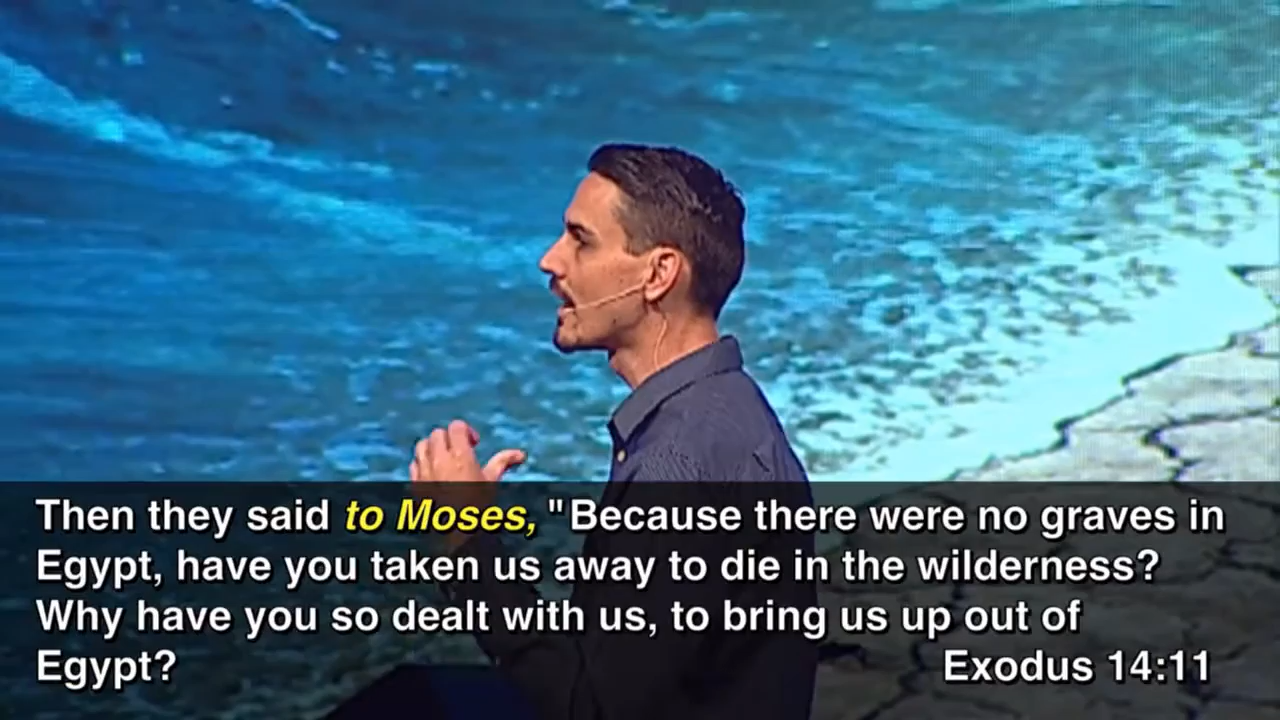 Then they said to Moses, "Because there were no graves in
Egypt, have you taken us away to die in the wilderness?
Why have you so dealt with us, to bring us up out of
Egypt?
Exodus 14:11